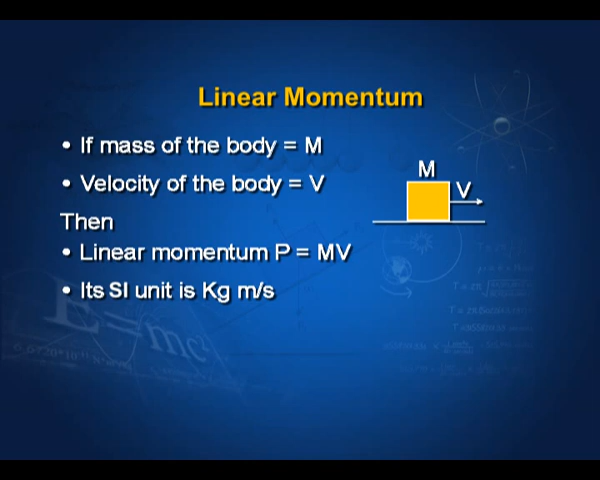 Linear Momentum
• If mass of the body = M
• Velocity of the body = V
Then
• Linear momentum P = MV
• Its SI unit is Kg m/s
M
V
E=mc²